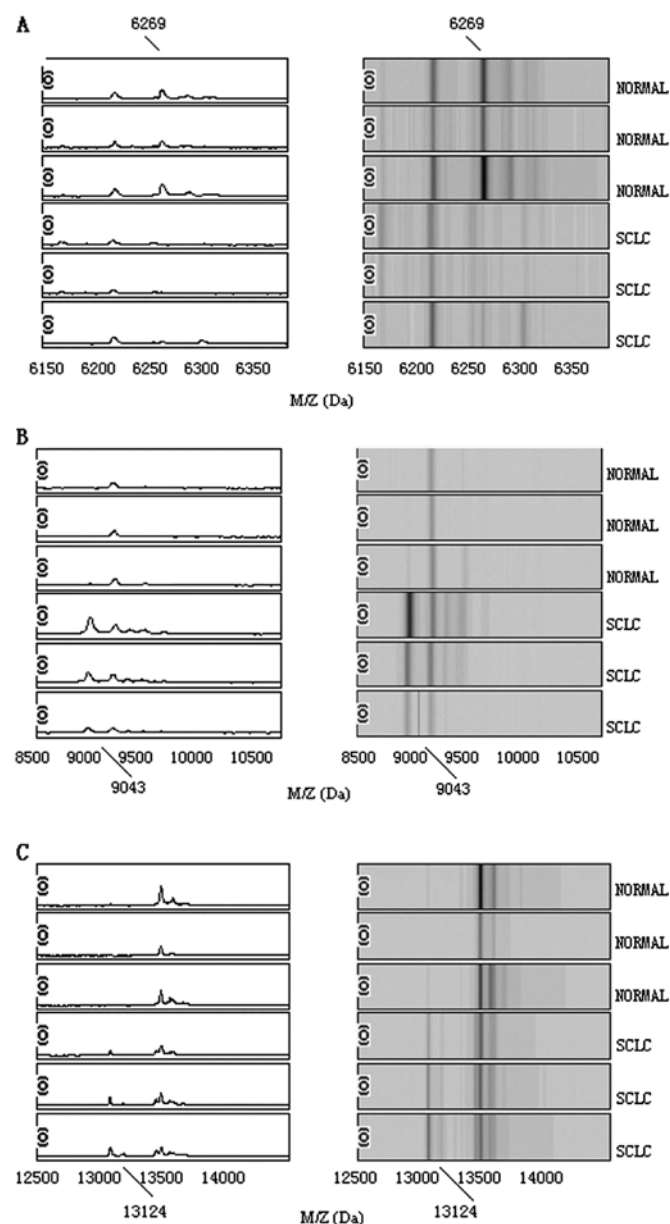 A
6269 6269
NORMAL
NORMAL
NORMAL
SCLC
SCLC
SCLC
6150 6200 6250 6300 6350 6150 6200 6250 6300 6350
M/Z (Da)
B
NORMAL
NORMAL
NORMAL
SCLC
SCLC
SCLC
8500 9000 9500 10000 10500 8500 9000 9500 10000 10500
9043 9043
M/Z (Da)
C
NORMAL
NORMAL
NORMAL
SCLC
SCLC
SCLC
12500 13000 13500 14000 12500 13000 13500 14000
13124 13124
M/Z (Da)